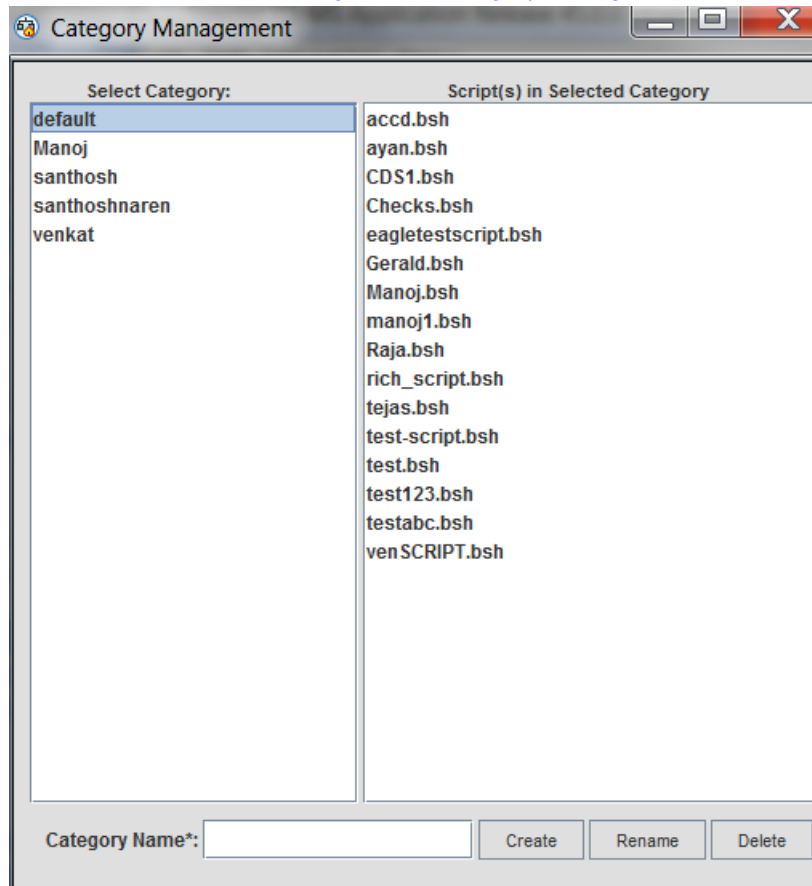 Category Management
Select Category:
Script(s) in Selected Category
default
Manoj
santhosh
santhoshnaren
venkat
accd.bsh
ayan.bsh
CDS1.bsh
Checks.bsh
eagletestscript.bsh
Gerald.bsh
Manoj.bsh
manoj1.bsh
Raja.bsh
rich_script.bsh
tejas.bsh
test-script.bsh
test.bsh
test123.bsh
testabc.bsh
venSCRIPT.bsh
Category Name*:
Create
Rename
Delete